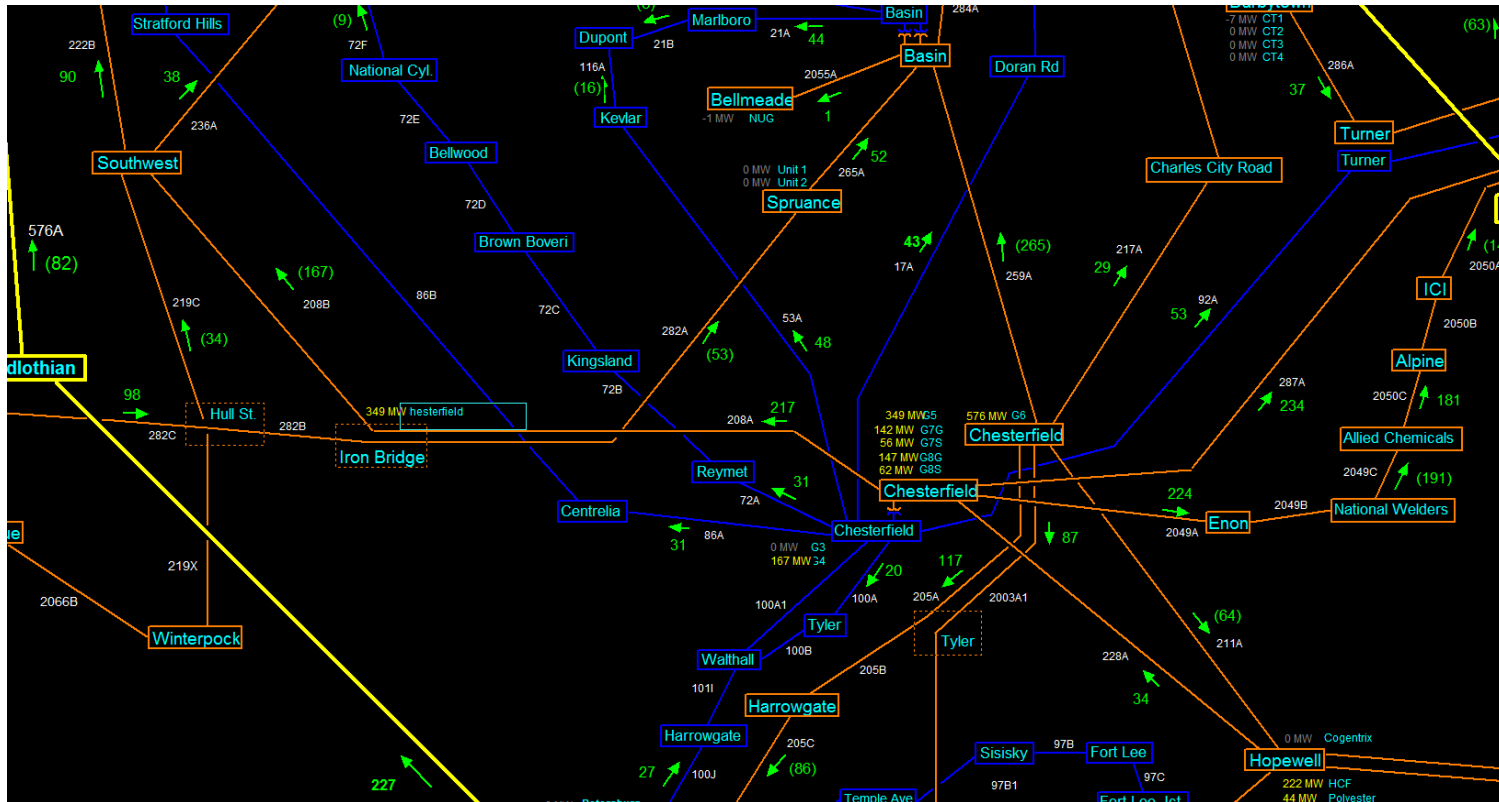 Stratford Hills
(9)
(6)
Marlboro
Basin
284A
Darbytown
-7 MW CT1
0 MW CT2
0 MW CT3
0 MW CT4
(63)
222B
90
38
72F
National Cyl.
Dupont
21B
21A
44
116A
(16)
Basin
Doran Rd
286A
37
2055A
Bellmeade
-1 MW NUG
1
Kevlar
236A
72E
Turner
Turner
Southwest
Bellwood
52
265A
0 MW Unit 1
0 MW Unit 2
Spruance
Charles City Road
72D
576A
(82)
Brown Boveri
43
17A
(265)
259A
217A
29
2050A
(167)
208B
86B
ICI
219C
(34)
72C
282A
(53)
53A
48
92A
53
2050B
dlothian
Kingsland
Alpine
72B
287A
234
2050C
181
98
Hull St.
282C
282B
349 MW
hesterfield
217
208A
349 MW G5
142 MW G7G
56 MW G7S
147 MW G8G
62 MW G8S
576 MW G6
Chesterfield
Allied Chemicals
Iron Bridge
Reymet
31
72A
Chesterfield
2049C
(191)
224
Centrelia
86A
31
Chesterfield
Enon
2049A
2049B
National Welders
ue
0 MW G3
167 MW G4
20
117
87
219X
2066B
100A1
100A
205A
2003A1
Winterpock
Tyler
100B
Tyler
(64)
211A
Walthall
205B
228A
34
101I
Harrowgate
Harrowgate
205C
(86)
Sisisky
97B
Fort Lee
0 MW Cogentrix
Hopewell
27
100J
227
97B1
97C
222 MW HCF
44 MW Polyester
Temple Ave
Fort Lee Jct